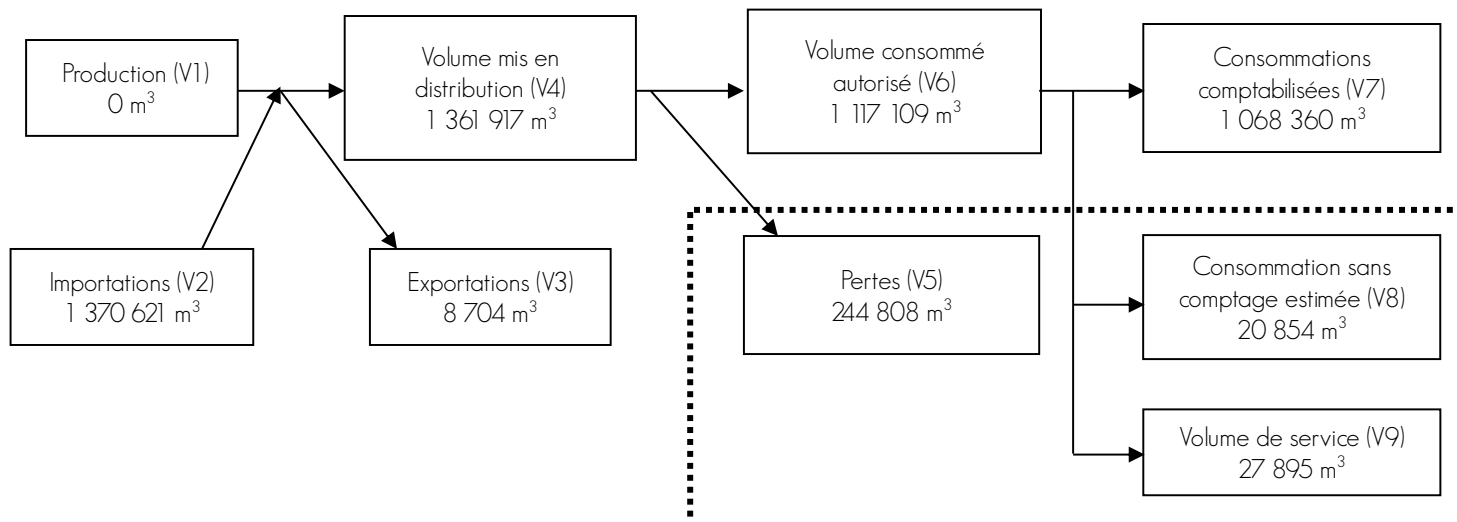 Production (V1)
0 m³
Volume mis en
distribution (V4)
1 361 917 m³
Volume consommé
autorisé (V6)
1 117 109 m³
Consommations
comptabilisées (V7)
1 068 360 m³
Importations (V2)
1 370 621 m³
Exportations (V3)
8 704 m³
Pertes (V5)
244 808 m³
Consommation sans
comptage estimée (V8)
20 854 m³
Volume de service (V9)
27 895 m³